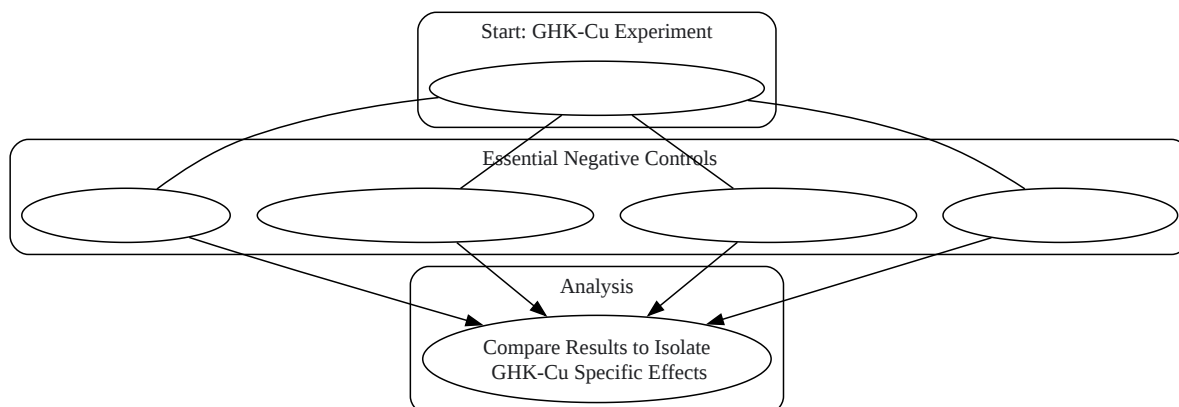 Start: GHK-Cu Experiment
Essential Negative Controls
Analysis
Compare Results to Isolate
GHK-Cu Specific Effects